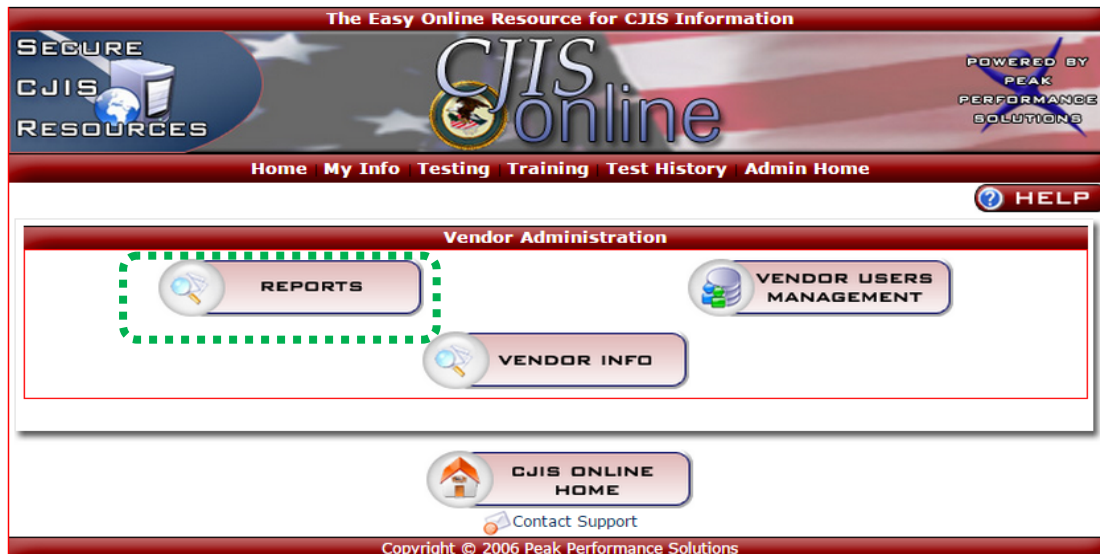 The Easy Online Resource for CJIS Information
SECURE
CJIS
RESOURCES
CJIS
online
POWERED BY
PEAK
PERFORMANCE
SOLUTIONS
Home My Info Testing Training Test History Admin Home
? HELP
Vendor Administration
REPORTS
VENDOR USERS
MANAGEMENT
VENDOR INFO
CJIS ONLINE
HOME
Contact Support
Copyright © 2006 Peak Performance Solutions